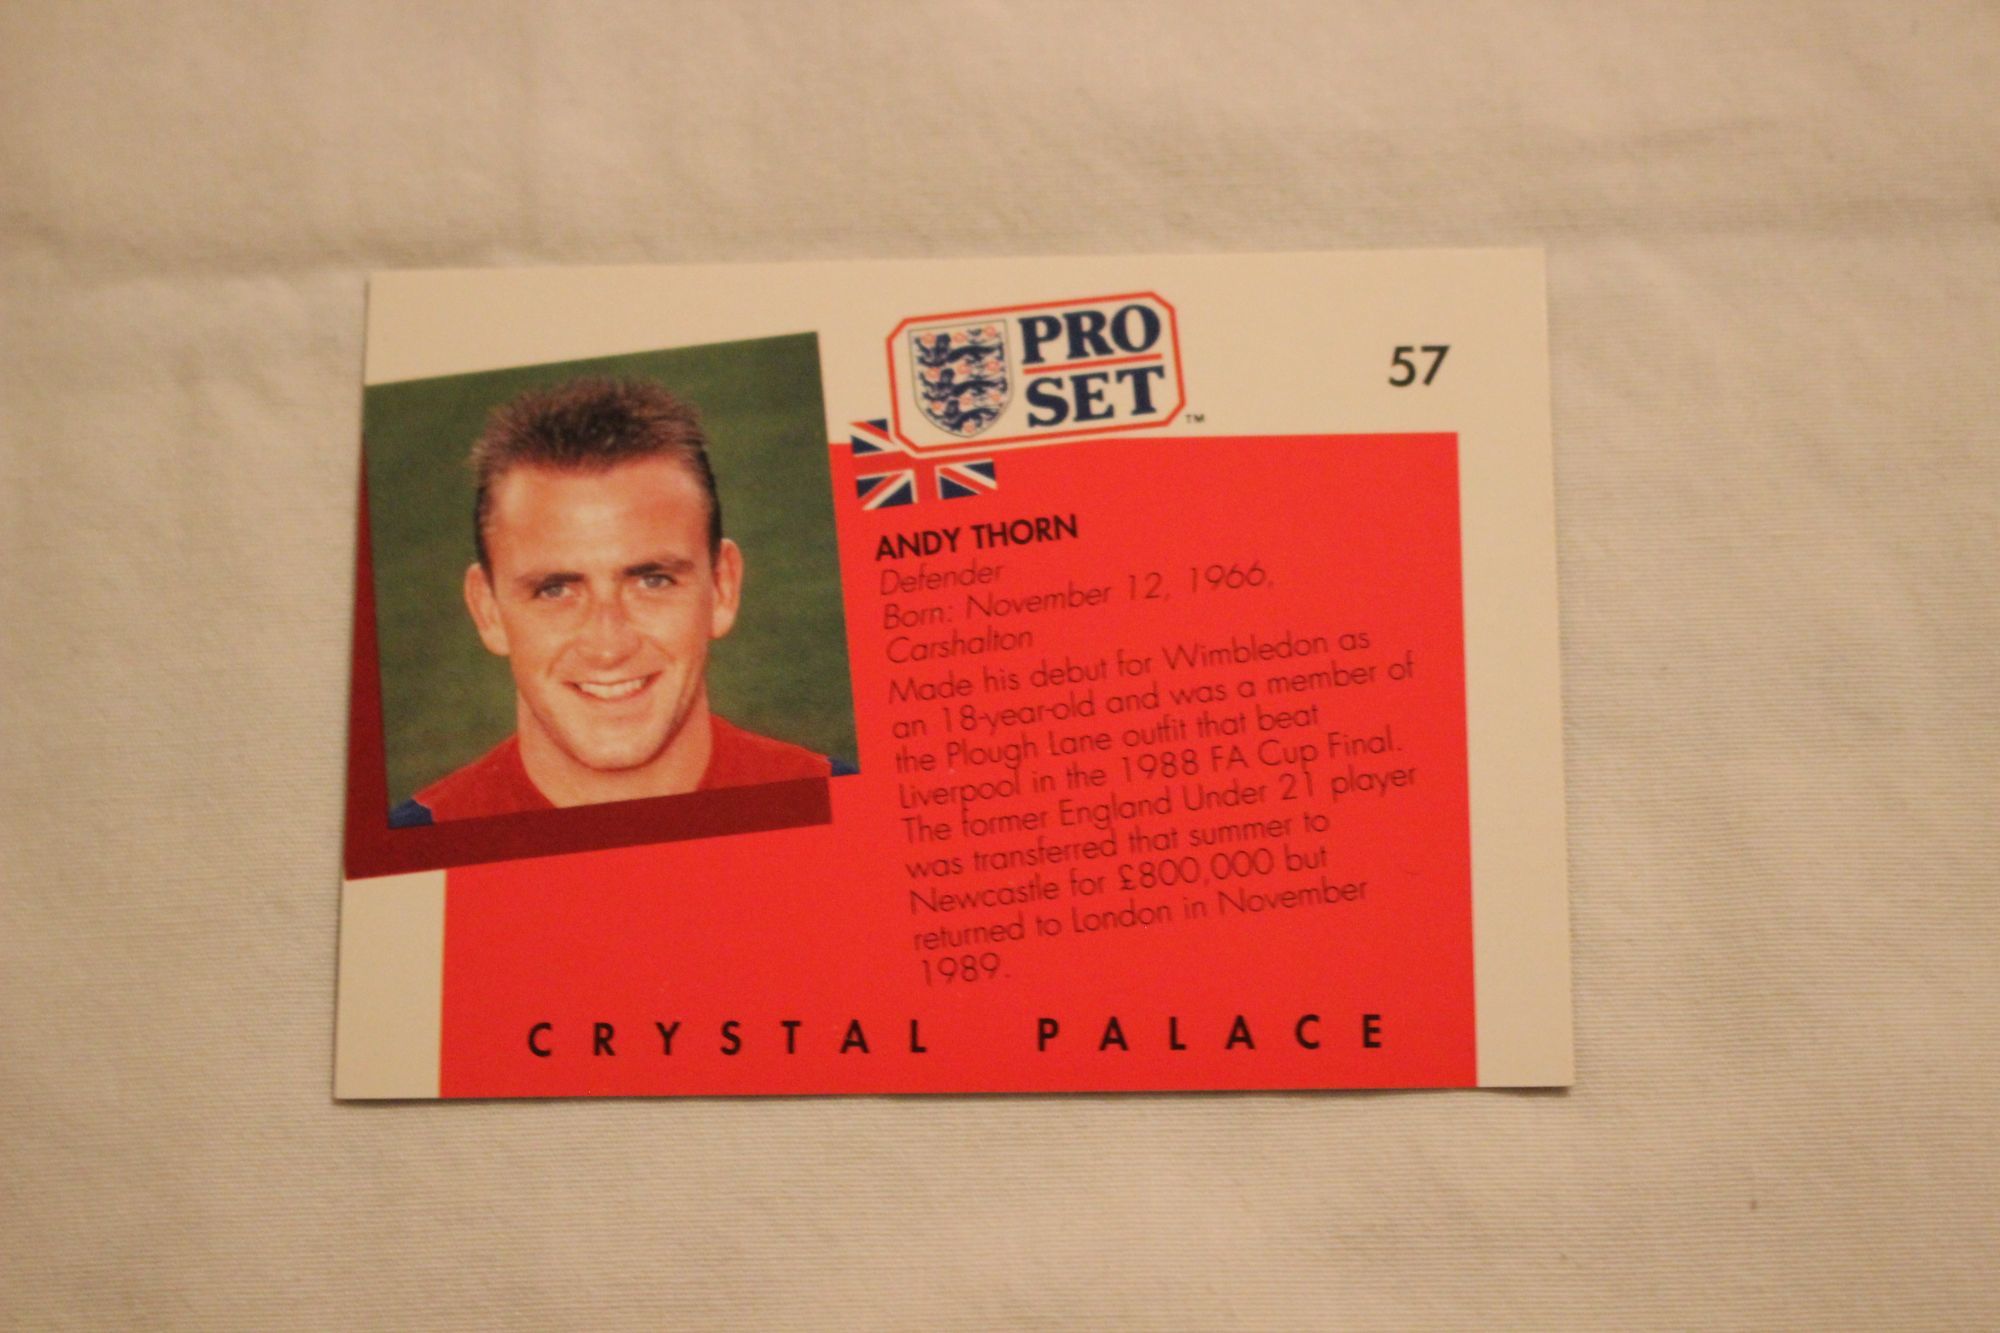 PRO
SET
TM
57
ANDY THORN
Defender
Born: November 12, 1966,
Carshalton
Made his debut for Wimbledon as
an 18-year-old and was a member of
the Plough Lane outfit that beat
Liverpool in the 1988 FA Cup Final.
The former England Under 21 player
was transferred that summer to
Newcastle for £800,000 but
returned to London in November
1989.
CRYSTAL PALACE